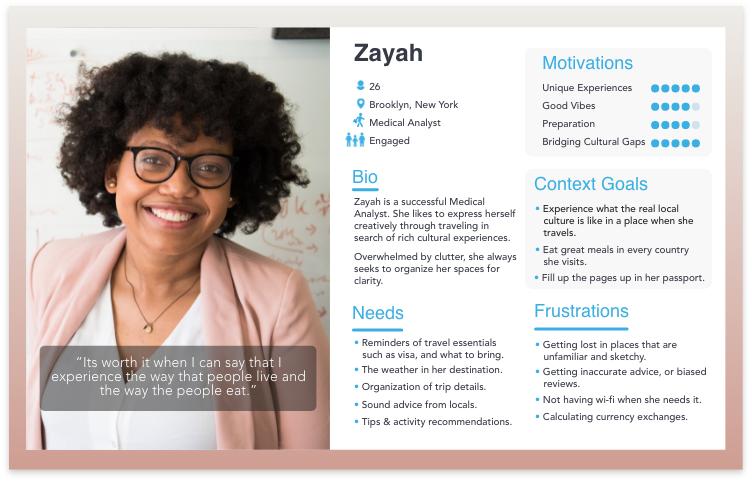 Zayah
26
Brooklyn, New York
Medical Analyst
Engaged
Bio
Zayah is a successful Medical
Analyst. She likes to express herself
creatively through traveling in
search of rich cultural experiences.
Overwhelmed by clutter, she always
seeks to organize her spaces for
clarity.
Needs
• Reminders of travel essentials
such as visa, and what to bring.
• The weather in her destination.
• Organization of trip details.
• Sound advice from locals.
• Tips & activity recommendations.
Motivations
Unique Experiences
Good Vibes
Preparation
Bridging Cultural Gaps
Context Goals
• Experience what the real local
culture is like in a place when she
travels.
• Eat great meals in every country
she visits.
• Fill up the pages up in her passport.
Frustrations
• Getting lost in places that are
unfamiliar and sketchy.
• Getting inaccurate advice, or biased
reviews.
• Not having wi-fi when she needs it.
• Calculating currency exchanges.
“Its worth it when I can say that I
experience the way that people live and
the way the people eat.”